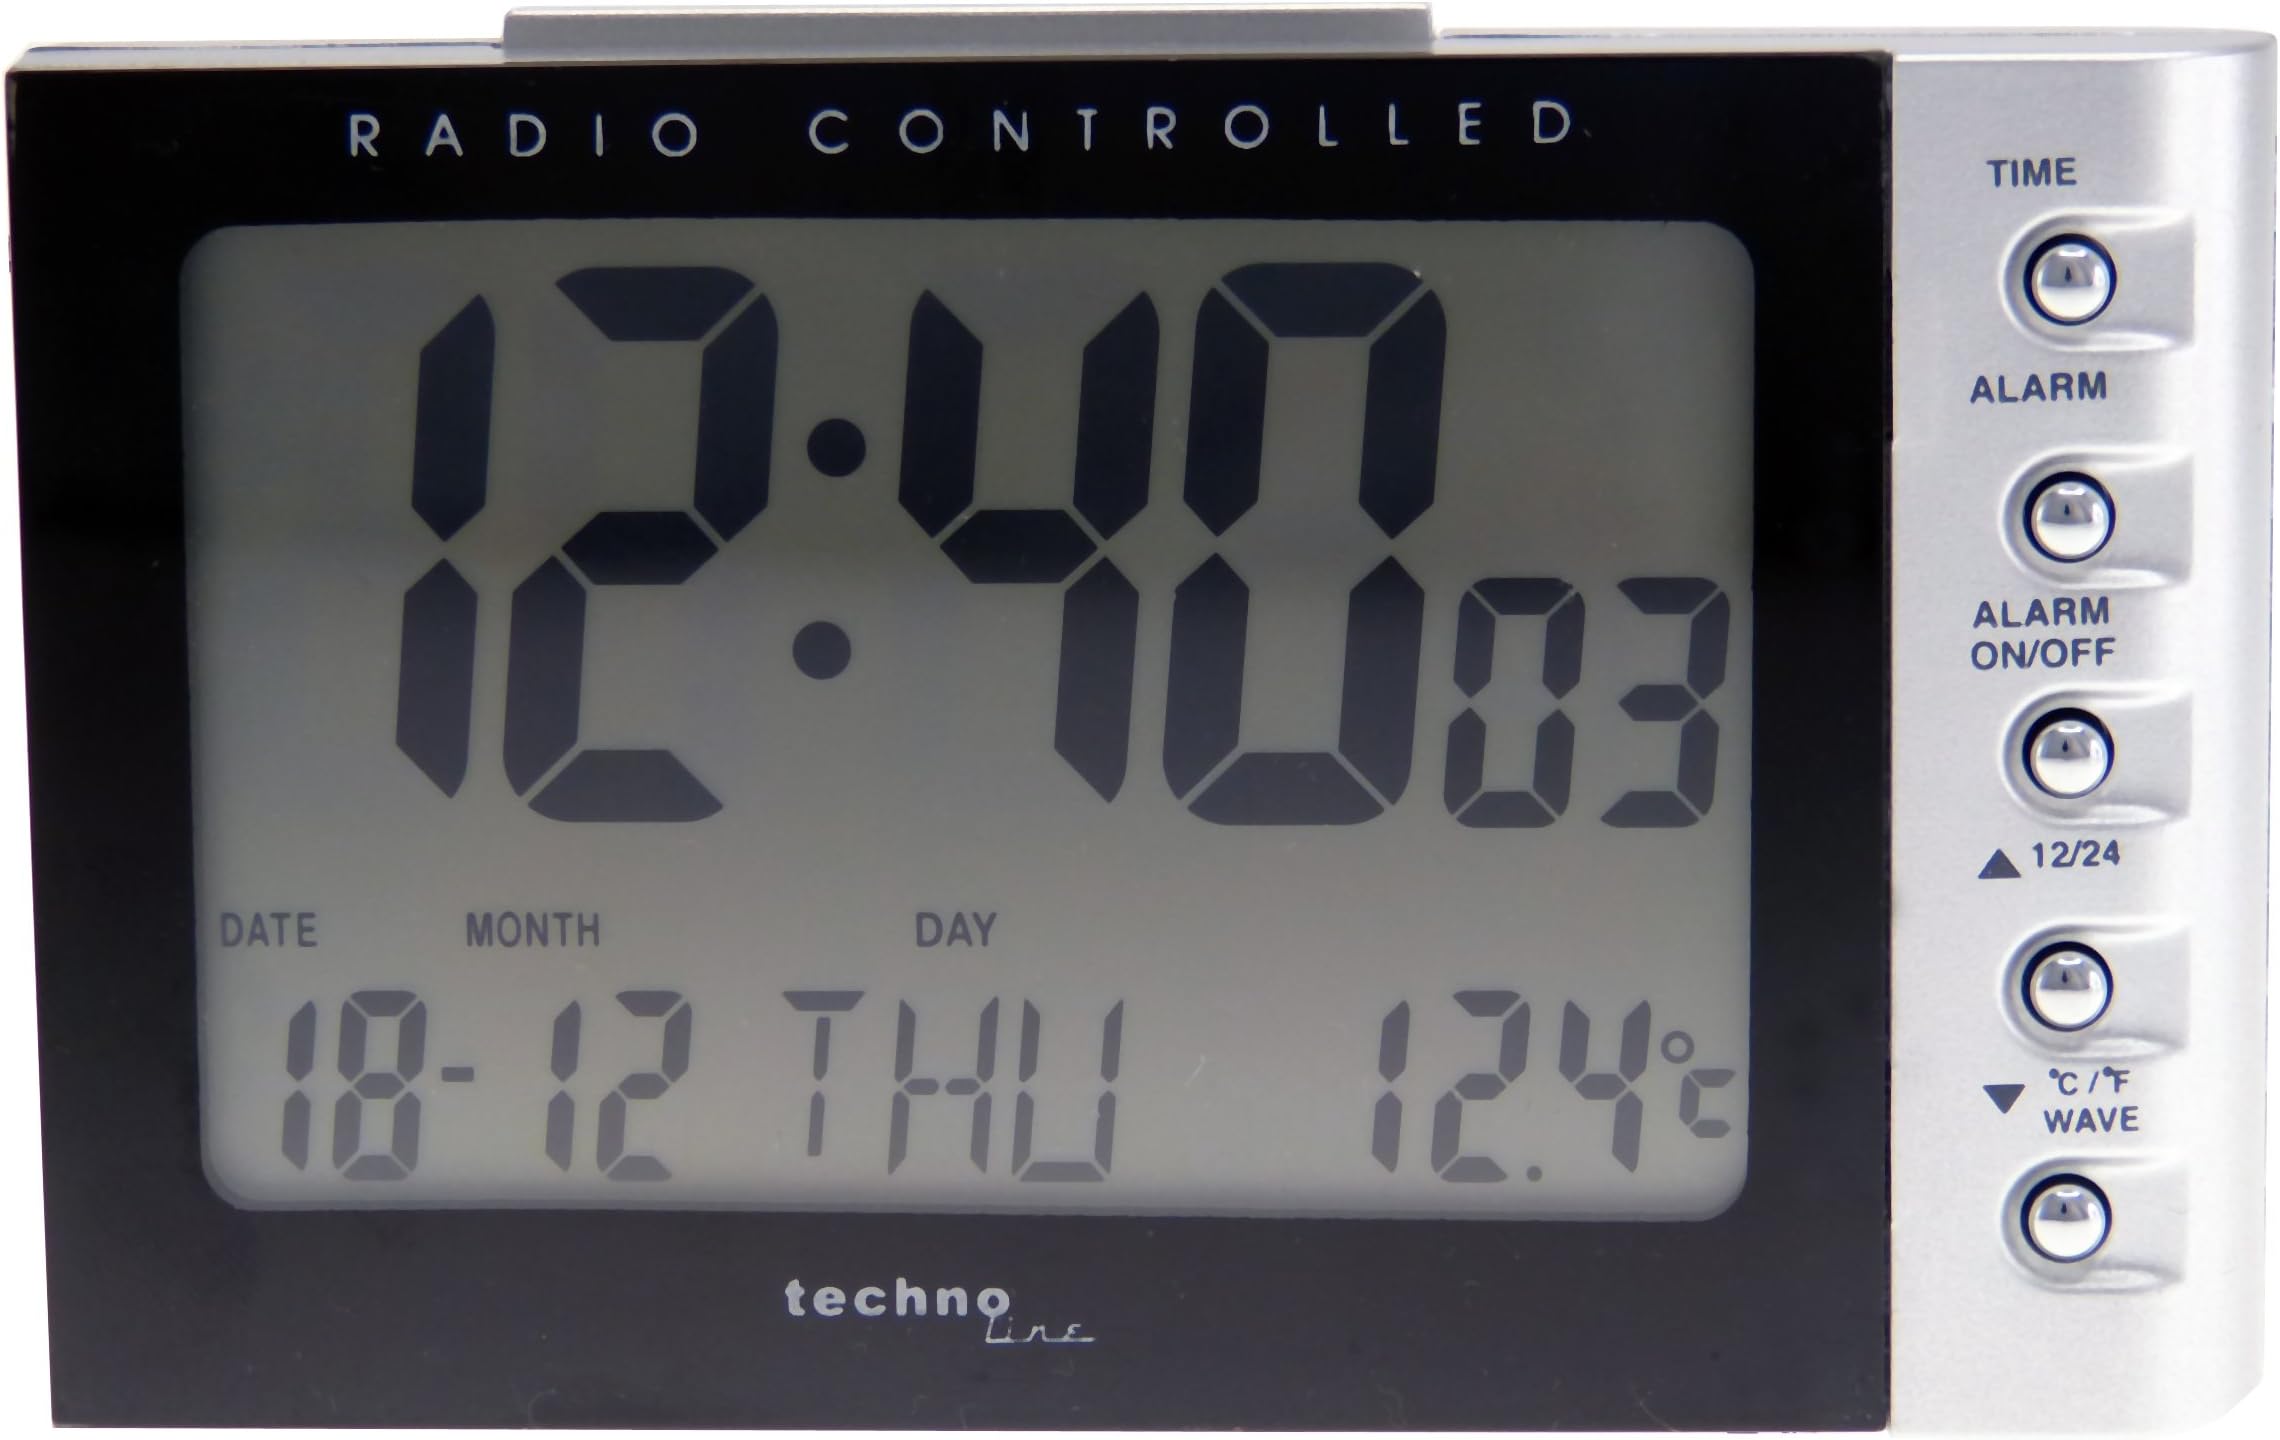 RADIO CONTROLLED
12:40 03
DATE MONTH DAY
18-12 THU 12.4°C
techno
line
TIME
ALARM
ALARM
ON/OFF
▲ 12/24
▼ °C/°F
WAVE